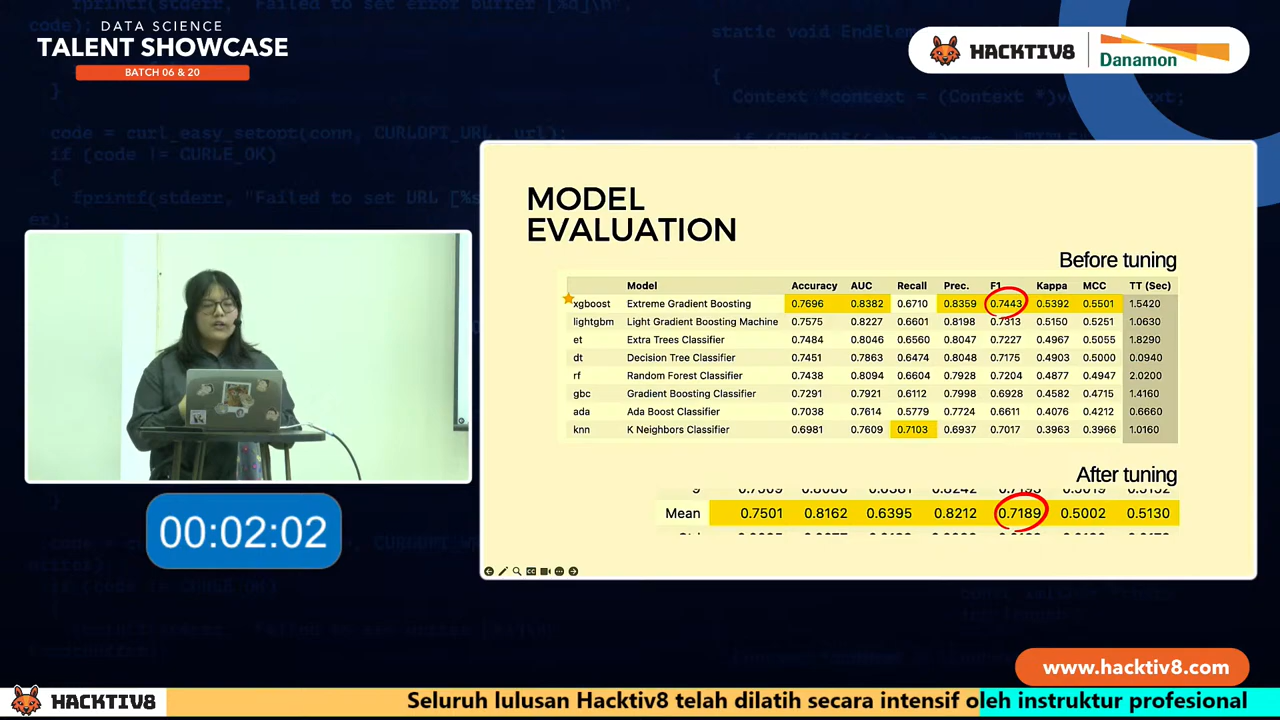 DATA SCIENCE
TALENT SHOWCASE
BATCH 06 & 20
HACKTIV8
Danamon
MODEL
EVALUATION
Before tuning
Model Accuracy AUC Recall Prec. F1 Kappa MCC TT (Sec)
xgboost Extreme Gradient Boosting 0.7696 0.8382 0.6710 0.8359 0.7443 0.5392 0.5501 1.5420
lightgbm Light Gradient Boosting Machine 0.7575 0.8227 0.6601 0.8198 0.7313 0.5150 0.5251 1.0630
et Extra Trees Classifier 0.7484 0.8046 0.6560 0.8047 0.7227 0.4967 0.5055 1.8290
dt Decision Tree Classifier 0.7451 0.7863 0.6474 0.8048 0.7175 0.4903 0.5000 0.0940
rf Random Forest Classifier 0.7438 0.8094 0.6604 0.7928 0.7204 0.4877 0.4947 2.0200
gbc Gradient Boosting Classifier 0.7291 0.7921 0.6112 0.7998 0.6928 0.4582 0.4715 1.4160
ada Ada Boost Classifier 0.7038 0.7614 0.5779 0.7724 0.6611 0.4076 0.4212 0.6660
knn K Neighbors Classifier 0.6981 0.7609 0.7103 0.6937 0.7017 0.3963 0.3966 1.0160
After tuning
Mean 0.7501 0.8162 0.6395 0.8212 0.7189 0.5002 0.5130
00:02:02
www.hacktiv8.com
HACKTIV8
Seluruh lulusan Hacktiv8 telah dilatih secara intensif oleh instruktur profesional